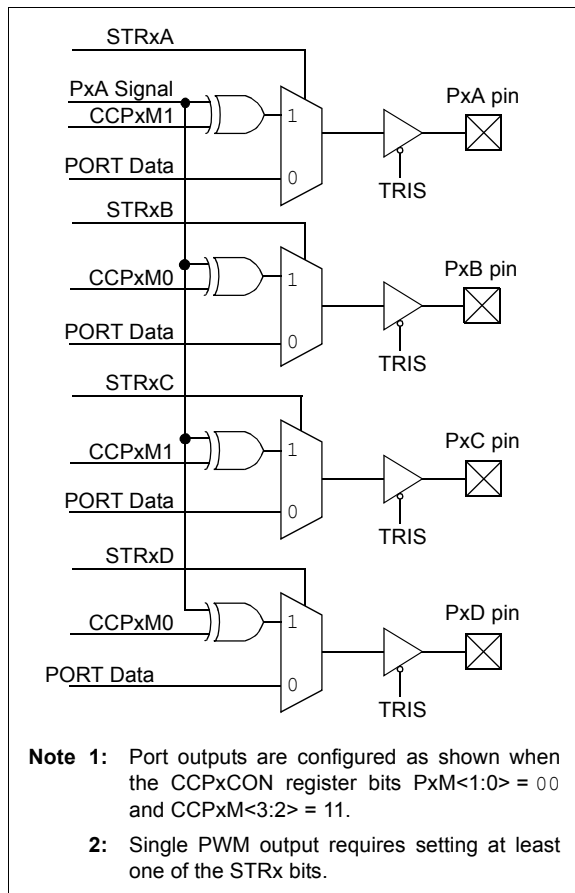 STRxA
PxA Signal
CCPxM1
1
PxA pin
PORT Data
0
TRIS
STRxB
CCPxM0
1
PxB pin
PORT Data
0
TRIS
STRxC
CCPxM1
1
PxC pin
PORT Data
0
TRIS
STRxD
CCPxM0
1
PxD pin
PORT Data
0
TRIS
Note 1: Port outputs are configured as shown when
the CCPxCON register bits PxM<1:0> = 00
and CCPxM<3:2> = 11.
2: Single PWM output requires setting at least
one of the STRx bits.